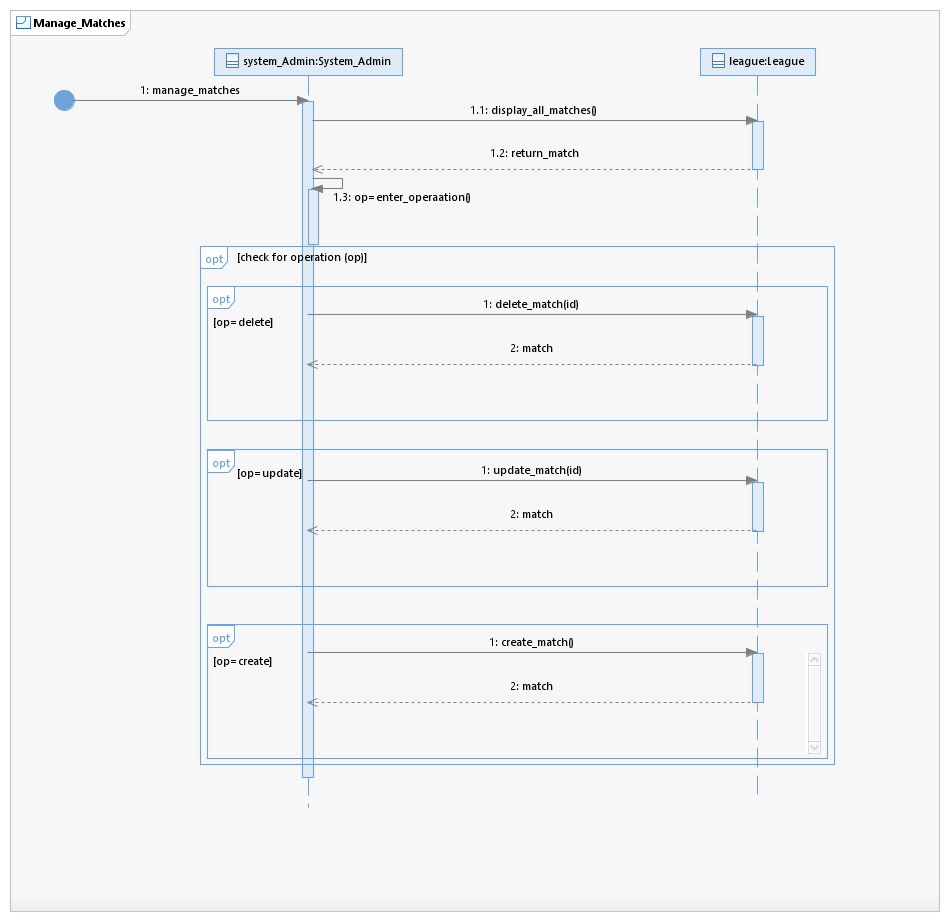 Manage_Matches
system_Admin:System_Admin
league:League
1: manage_matches
1.1: display_all_matches()
1.2: return_match
1.3: op=enter_operaation()
opt
[check for operation (op)]
opt
1: delete_match(id)
[op=delete]
2: match
opt
1: update_match(id)
[op=update]
2: match
opt
1: create_match()
[op=create]
2: match